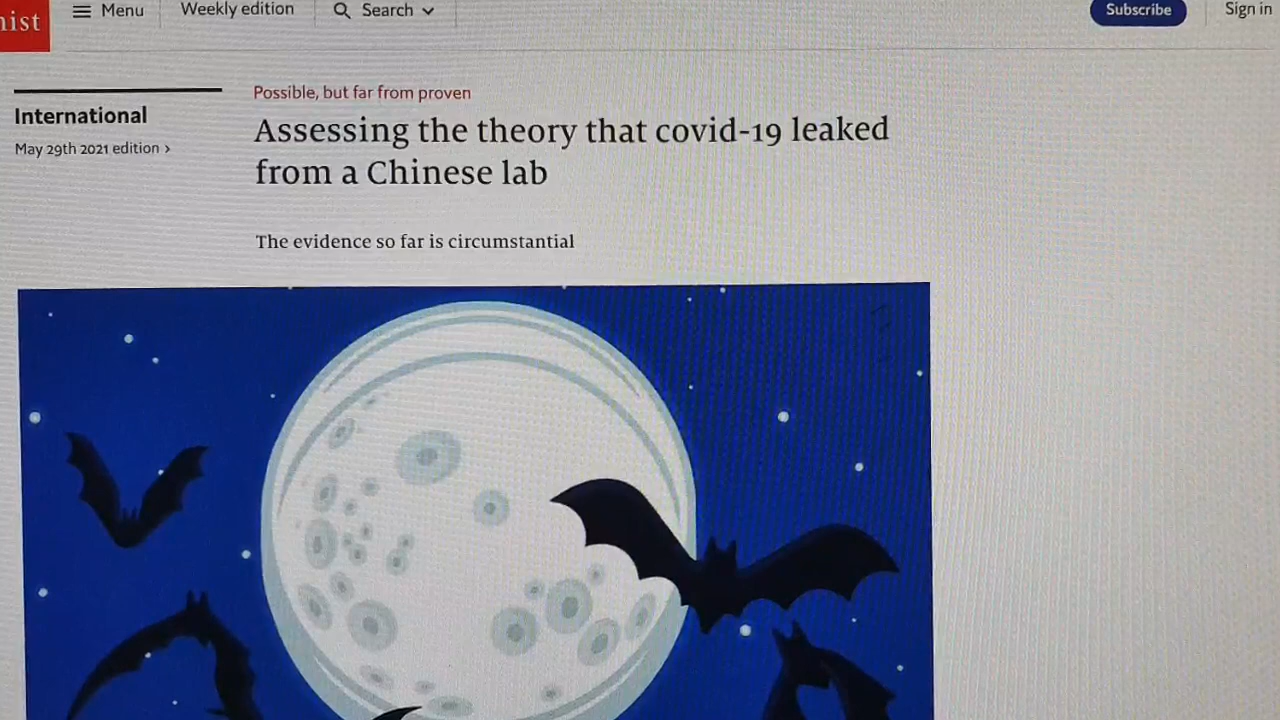 nist
Menu
Weekly edition
Search
Subscribe
Sign in
International
May 29th 2021 edition >
Possible, but far from proven
Assessing the theory that covid-19 leaked
from a Chinese lab
The evidence so far is circumstantial